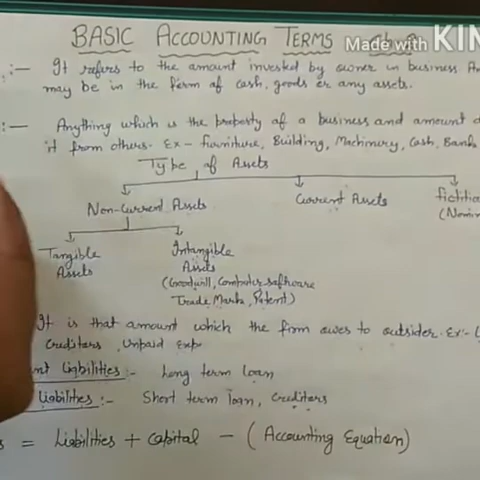 BASIC ACCOUNTING TERMS
Made with KIN
:- It refers to the amount invested by owner in business. An
may be in the form of cash, goods or any assets.
:- Anything which is the property of a business and amount d
it from others. Ex- furniture, Building, Machinery, Cash, Bank
Type of Assets
Non-Current Assets Current Assets fictitio
(Nomin
Tangible Assets Intangible Assets
(Goodwill, Computer software
Trade Marks, Patent)
It is that amount which the firm owes to outsider. Ex- L
Creditors, Unpaid Exp
nt Liabilities:- Long term loan
Liabilities:- Short term loan, Creditors
s = Liabilities + Capital - (Accounting Equation)